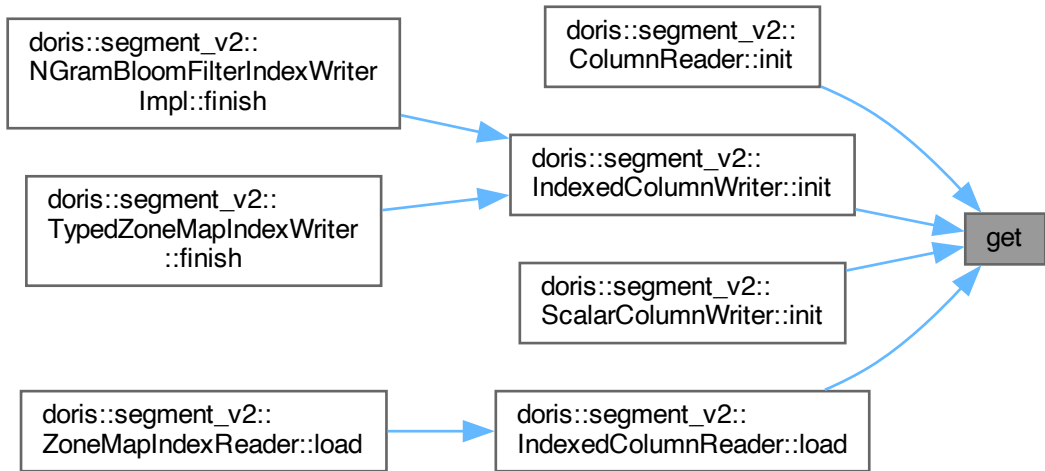 doris::segment_v2::
NGramBloomFilterIndexWriter
Impl::finish
doris::segment_v2::
TypedZoneMapIndexWriter
::finish
doris::segment_v2::
ZoneMapIndexReader::load
doris::segment_v2::
ColumnReader::init
doris::segment_v2::
IndexedColumnWriter::init
doris::segment_v2::
ScalarColumnWriter::init
doris::segment_v2::
IndexedColumnReader::load
get